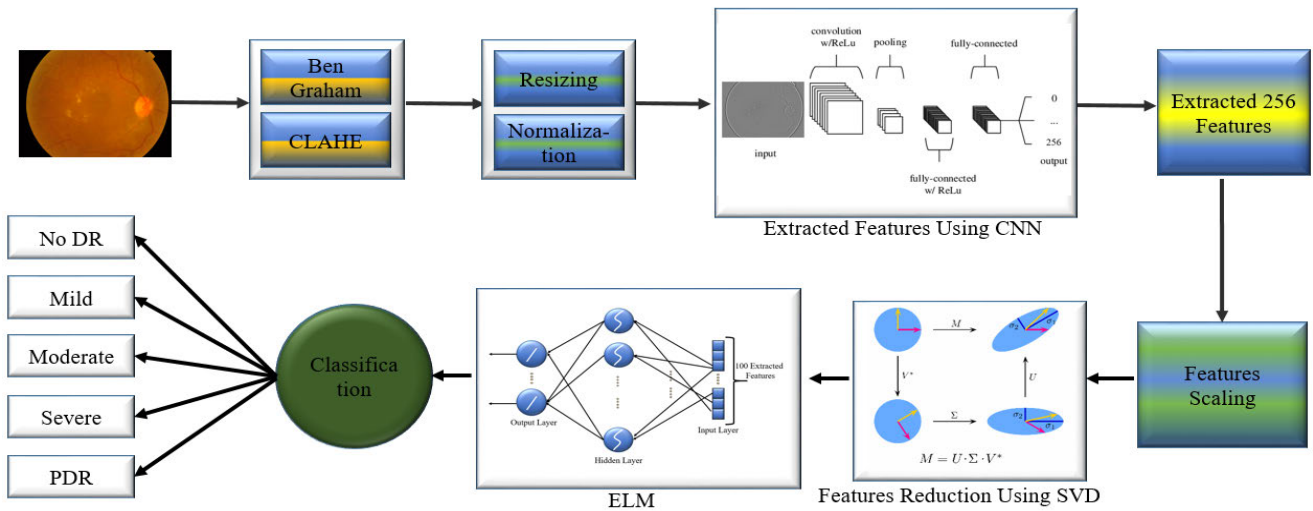 Ben
Graham
CLAHE
Resizing
Normaliza-
tion
convolution
w/ReLu
pooling
fully-connected
input
fully-connected
w/ ReLu
0
...
256
output
Extracted Features Using CNN
Extracted 256
Features
Features
Scaling
M
V*
U
Σ
σ₂
σ₁
σ₂
σ₁
M = U·Σ·V*
Features Reduction Using SVD
100 Extracted
Features
Input Layer
Hidden Layer
Output Layer
ELM
Classifica
tion
No DR
Mild
Moderate
Severe
PDR